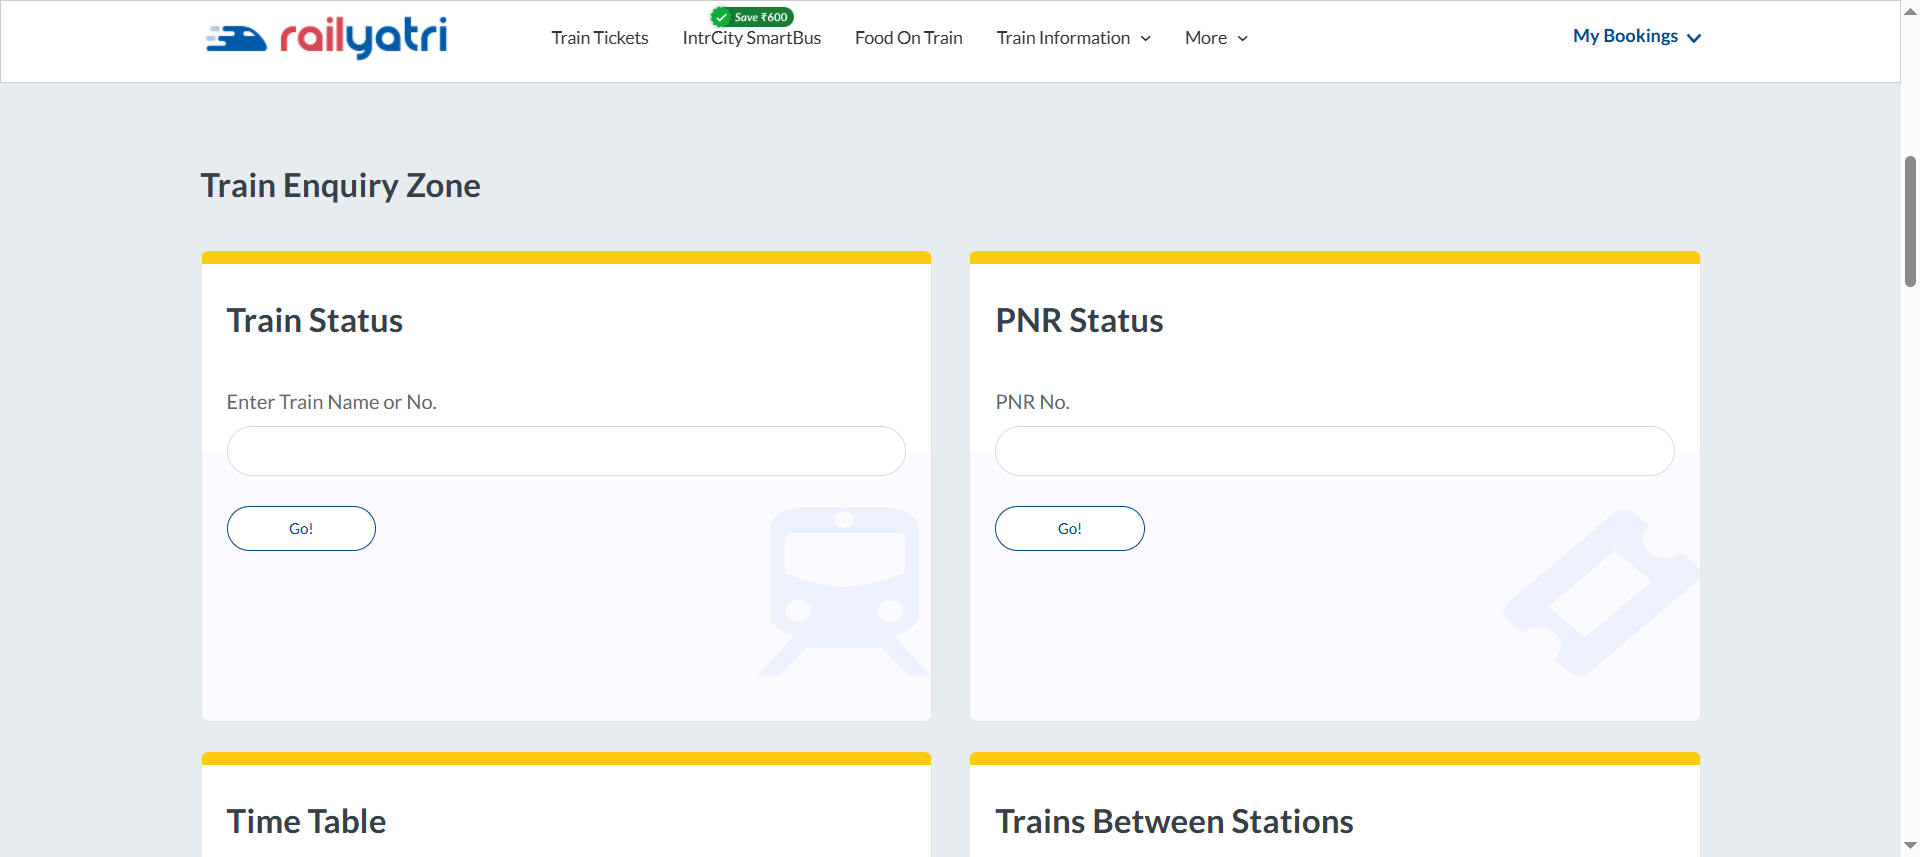 railyatri
Save ₹600
Train Tickets IntrCity SmartBus Food On Train Train Information More My Bookings
Train Enquiry Zone
Train Status
Enter Train Name or No.
Go!
PNR Status
PNR No.
Go!
Time Table
Trains Between Stations